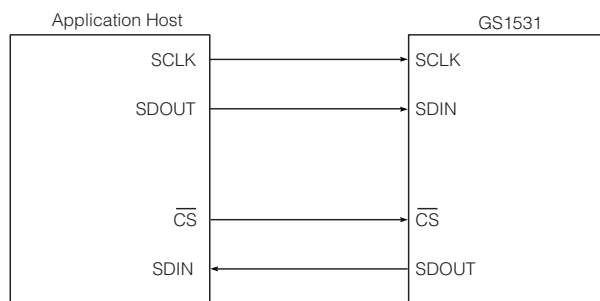 Application Host
GS1531
SCLK
SCLK
SDOUT
SDIN
CS
CS
SDIN
SDOUT